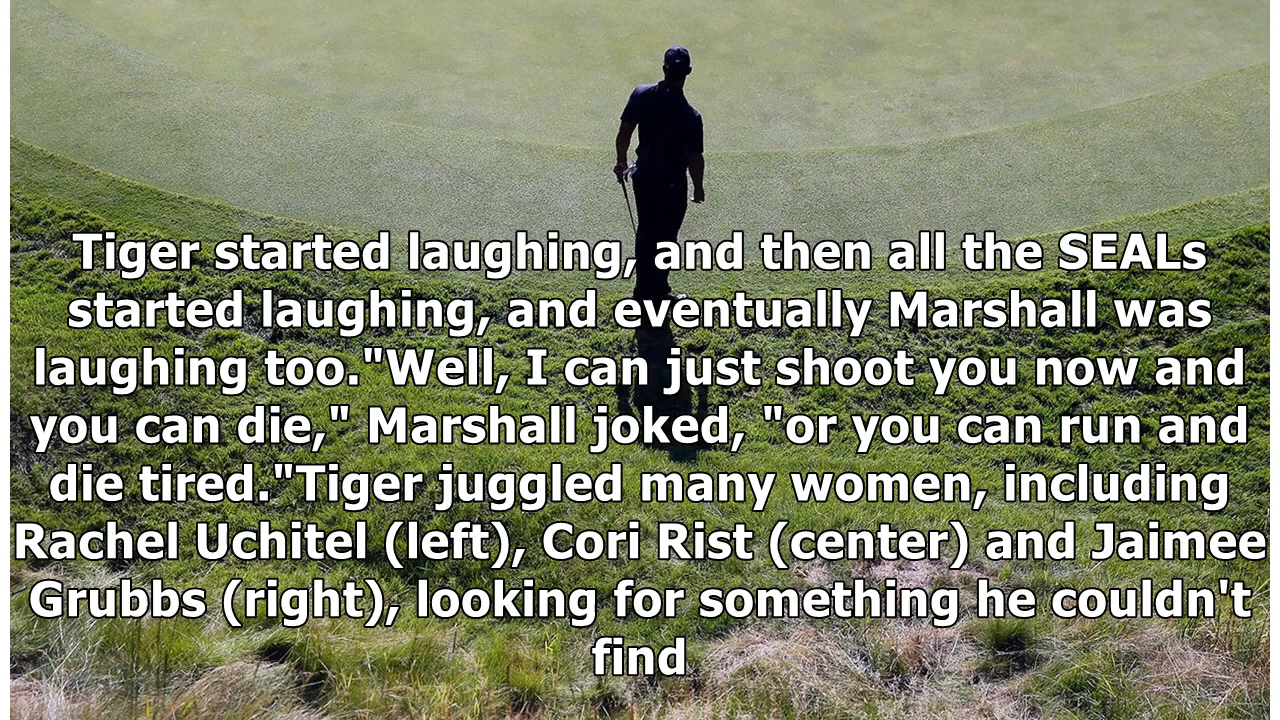 Tiger started laughing, and then all the SEALs
started laughing, and eventually Marshall was
laughing too."Well, I can just shoot you now and
you can die," Marshall joked, "or you can run and
die tired."Tiger juggled many women, including
Rachel Uchitel (left), Cori Rist (center) and Jaimee
Grubbs (right), looking for something he couldn't
find